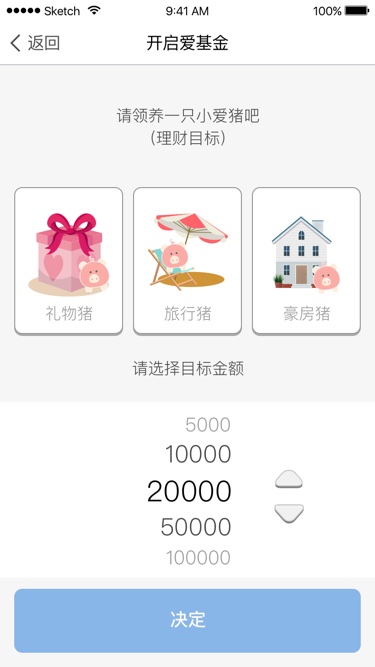 Sketch 9:41 AM 100%
返回 开启爱基金
请领养一只小爱猪吧
（理财目标）
礼物猪 旅行猪 豪房猪
请选择目标金额
5000
10000
20000
50000
100000
决定